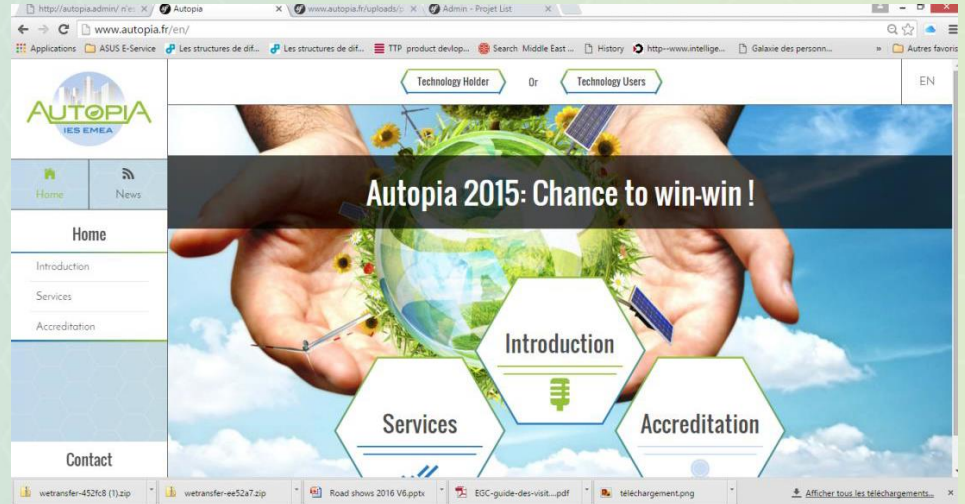 http://autopia.admin/ n'es
Autopia
www.autopia.fr/uploads/
Admin - Projet List
www.autopia.fr/en/
Applications
ASUS E-Service
Les structures de dif...
Les structures de dif...
TTP product devlop...
Search Middle East ...
History
http--www.intellige...
Galaxie des personn...
»
Autres favoris
AUTOPIA
IES EMEA
Technology Holder
Or
Technology Users
EN
Home
News
Autopia 2015: Chance to win-win !
Home
Introduction
Services
Accreditation
Introduction
Services
Accreditation
Contact
wetransfer-452fc8 (1).zip
wetransfer-ee52a7.zip
Road shows 2016 V6.pptx
EGC-guide-des-visit....pdf
téléchargement.png
Afficher tous les téléchargements...